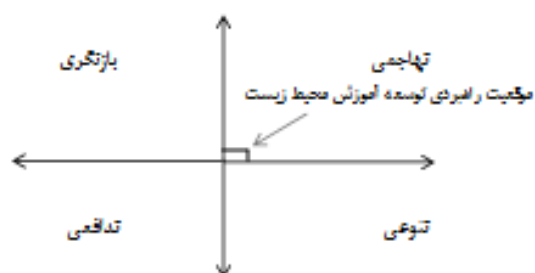 تهاجمی
بازنگری
موقعیت راهبردی توسعه آموزش محیط زیست
تنوعی
تدافعی